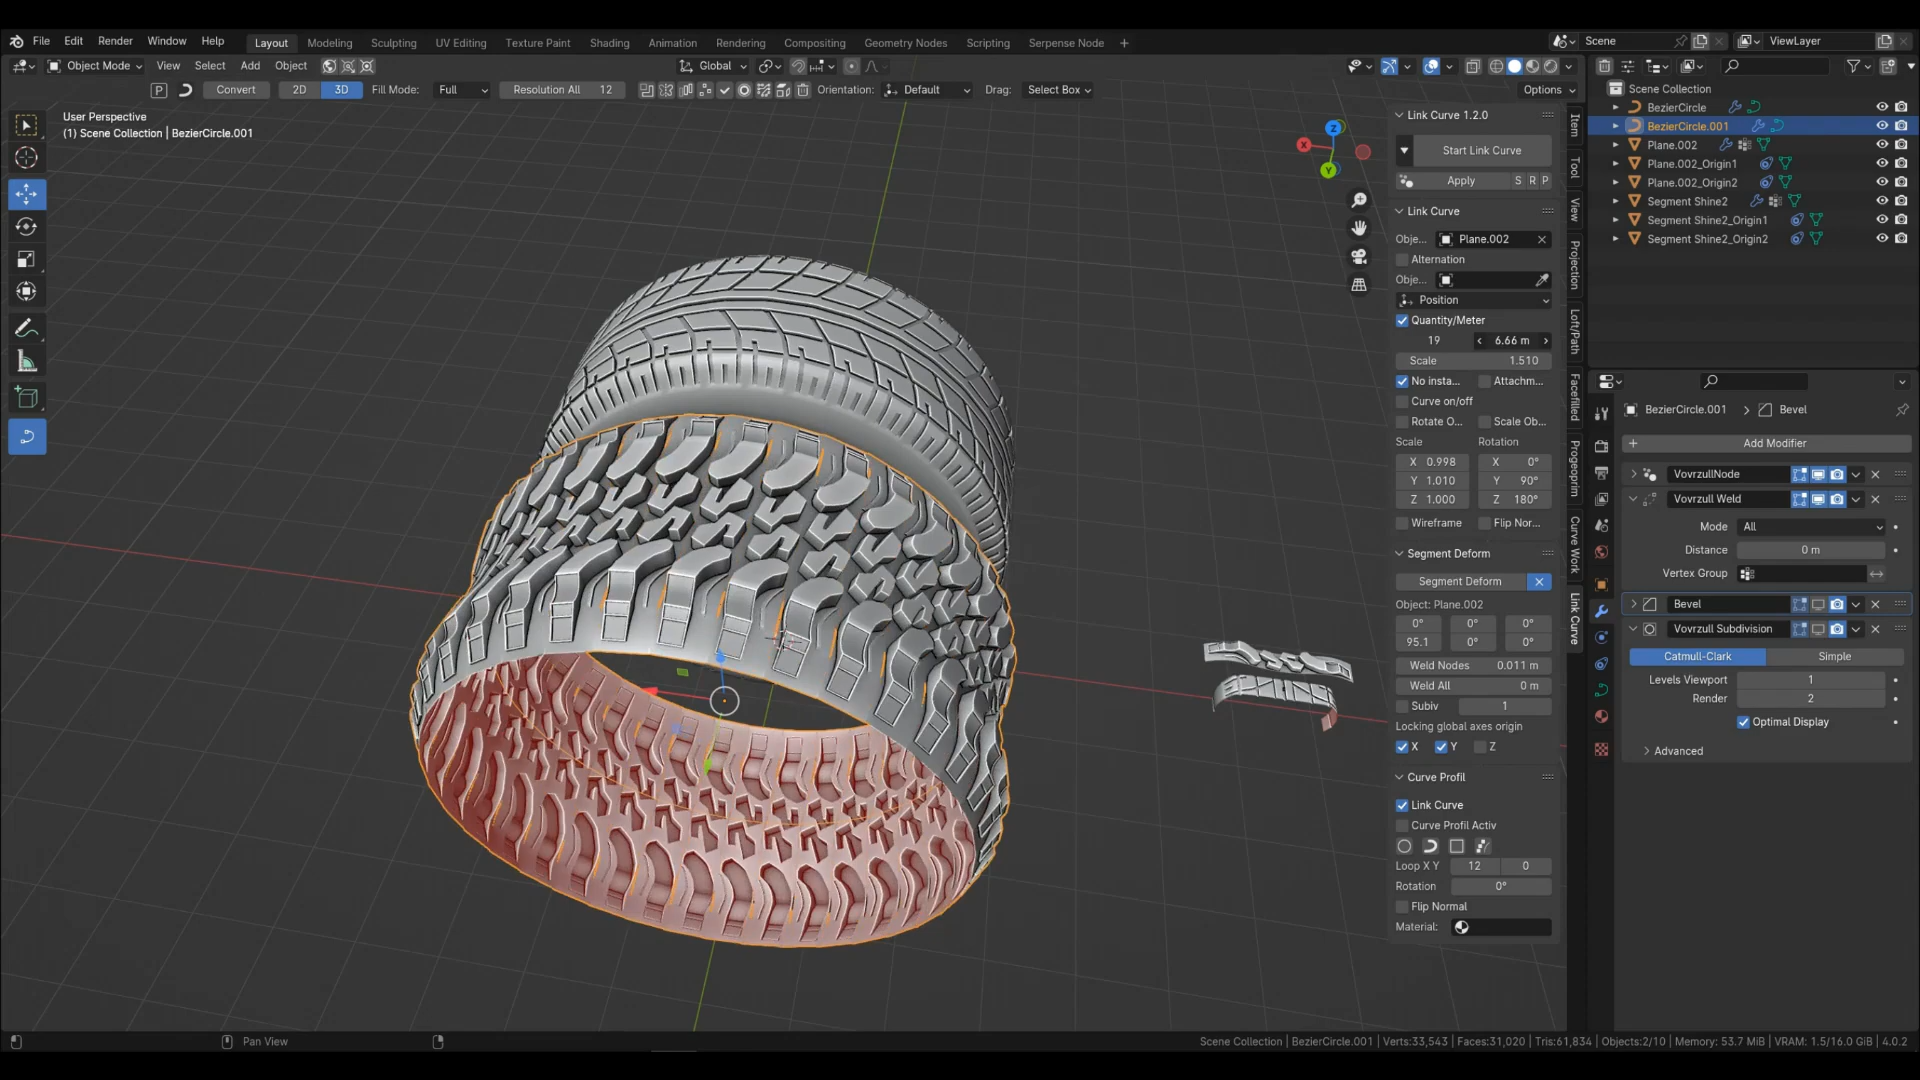 File Edit Render Window Help Layout Modeling Sculpting UV Editing Texture Paint Shading Animation Rendering Compositing Geometry Nodes Scripting Serpense Node + Scene ViewLayer
Object Mode View Select Add Object Global
P Convert 2D 3D Fill Mode: Full Resolution All 12 Orientation: Default Drag: Select Box Options
User Perspective
(1) Scene Collection | BezierCircle.001
X
Y
Z
Link Curve 1.2.0
Start Link Curve
Apply S R P
Link Curve
Obje... Plane.002
Alternation
Obje...
Position
Quantity/Meter
19 6.66 m
Scale 1.510
No insta... Attachm...
Curve on/off
Rotate O... Scale Ob...
Scale Rotation
X 0.998 X 0°
Y 1.010 Y 90°
Z 1.000 Z 180°
Wireframe Flip Nor...
Segment Deform
Segment Deform
Object: Plane.002
0° 0° 0°
95.1 0° 0°
Weld Nodes 0.011 m
Weld All 0 m
Subiv 1
Locking global axes origin
X Y Z
Curve Profil
Link Curve
Curve Profil Activ
Loop X Y 12 0
Rotation 0°
Flip Normal
Material:
Item
Tool
View
Projection
Loft/Path
Facefilled
Progeoprim
Curve Work
Link Curve
Scene Collection
BezierCircle
BezierCircle.001
Plane.002
Plane.002_Origin1
Plane.002_Origin2
Segment Shine2
Segment Shine2_Origin1
Segment Shine2_Origin2
BezierCircle.001 > Bevel
Add Modifier
VovrzullNode
Vovrzull Weld
Mode All
Distance 0 m
Vertex Group
Bevel
Vovrzull Subdivision
Catmull-Clark Simple
Levels Viewport 1
Render 2
Optimal Display
Advanced
Pan View
Scene Collection | BezierCircle.001 | Verts:33,543 | Faces:31,020 | Tris:61,834 | Objects:2/10 | Memory: 53.7 MiB | VRAM: 1.5/16.0 GiB | 4.0.2